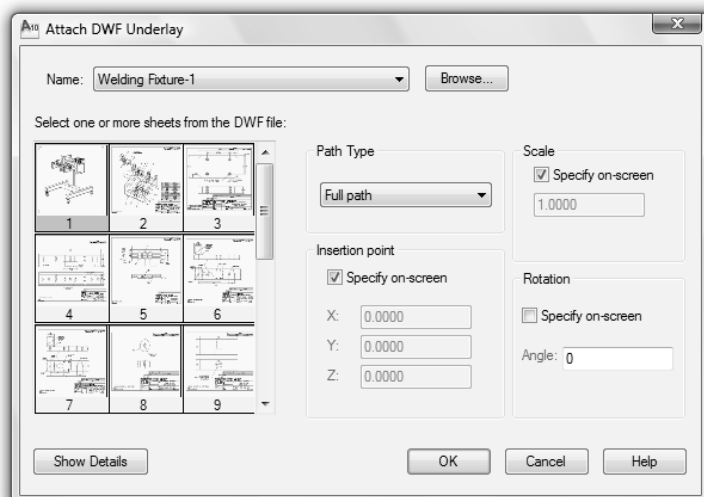 A10 Attach DWF Underlay
Name: Welding Fixture-1 Browse...
Select one or more sheets from the DWF file:
1 2 3
4 5 6
7 8 9
Path Type
Full path
Insertion point
Specify on-screen
X: 0.0000
Y: 0.0000
Z: 0.0000
Scale
Specify on-screen
1.0000
Rotation
Specify on-screen
Angle: 0
Show Details OK Cancel Help